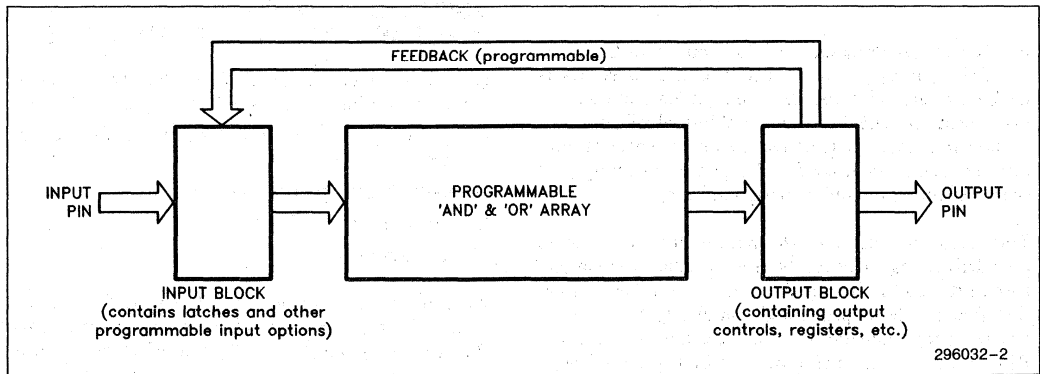 FEEDBACK (programmable)
INPUT
PIN
PROGRAMMABLE
'AND' & 'OR' ARRAY
OUTPUT
PIN
INPUT BLOCK
(contains latches and other
programmable input options)
OUTPUT BLOCK
(containing output
controls, registers, etc.)
296032-2